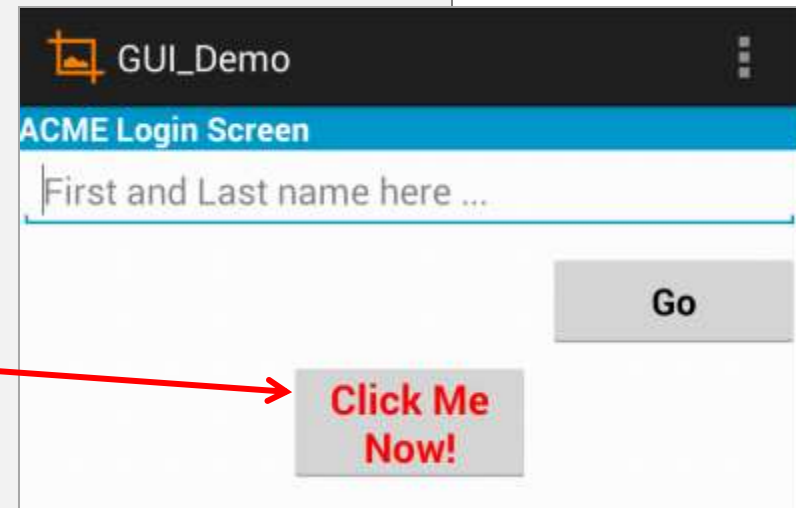 GUI_Demo
ACME Login Screen
First and Last name here ...
Go
Click Me
Now!